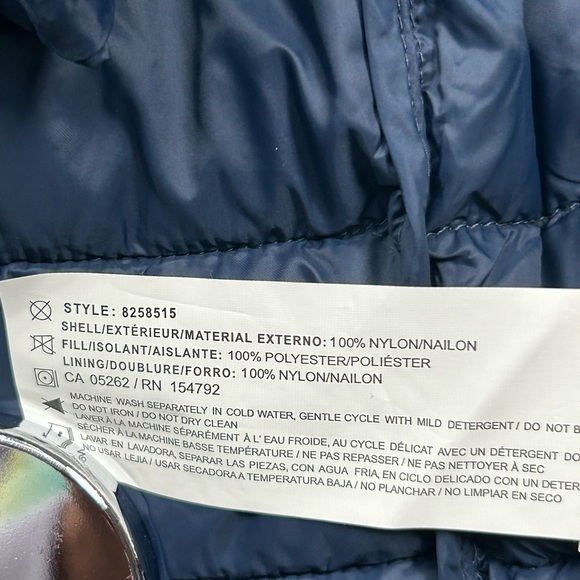 STYLE: 8258515
SHELL/EXTÉRIEUR/MATERIAL EXTERNO: 100% NYLON/NAILON
FILL/ISOLANT/AISLANTE: 100% POLYESTER/POLIÉSTER
LINING/DOUBLURE/FORRO: 100% NYLON/NAILON
CA 05262 / RN 154792
MACHINE WASH SEPARATELY IN COLD WATER, GENTLE CYCLE WITH MILD DETERGENT / DO NOT
DO NOT IRON / DO NOT DRY CLEAN
LAVER À LA MACHINE SÉPARÉMENT À L' EAU FROIDE, AU CYCLE DÉLICAT AVEC UN DÉTERGENT
SÉCHER À LA MACHINE BASSE TEMPÉRATURE / NE PAS REPASSER / NE PAS NETTOYER À SEC
LAVAR EN LAVADORA, SEPARAR LAS PIEZAS, CON AGUA FRIA, EN CICLO DELICADO CON UN
NO USAR LEJIA / USAR SECADORA A TEMPERATURA BAJA / NO PLANCHAR / NO LIMPIAR EN SECO